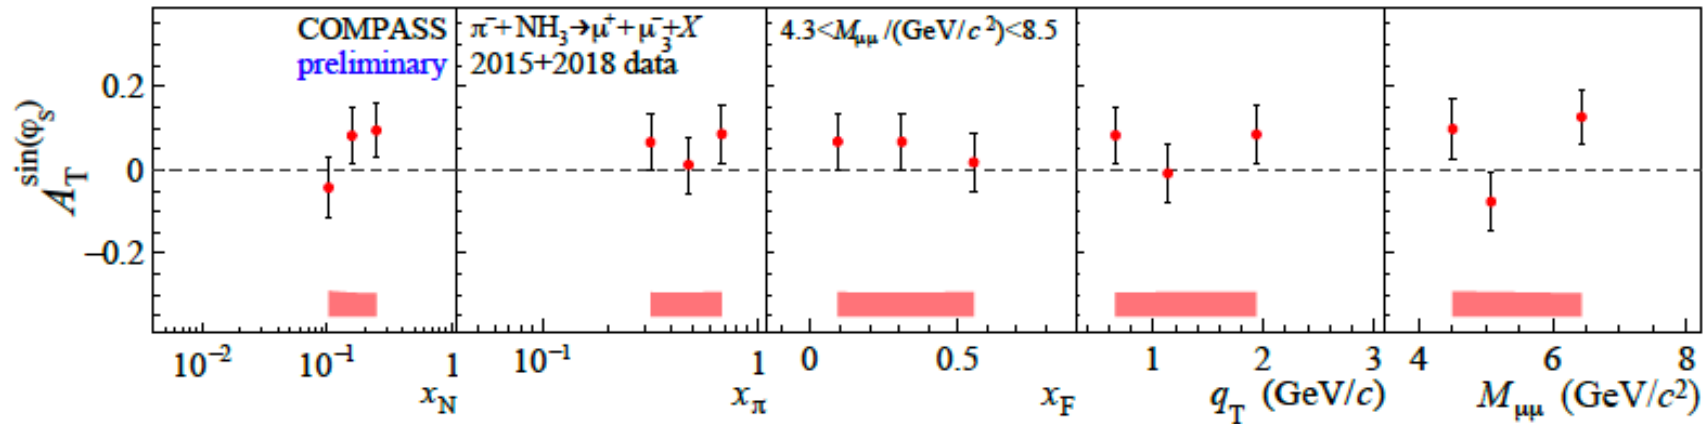 COMPASS
preliminary
π⁻+ NH₃→μ⁺+ μ⁻+X
3
2015+2018 data
4.3<M_μμ/(GeV/c²)<8.5
A_T^sin(φ_S)
0.2
0
−0.2
10⁻² 10⁻¹ 1
x_N
10⁻¹ 1
x_π
0 0.5
x_F
1 2 3
q_T (GeV/c)
4 6 8
M_μμ (GeV/c²)